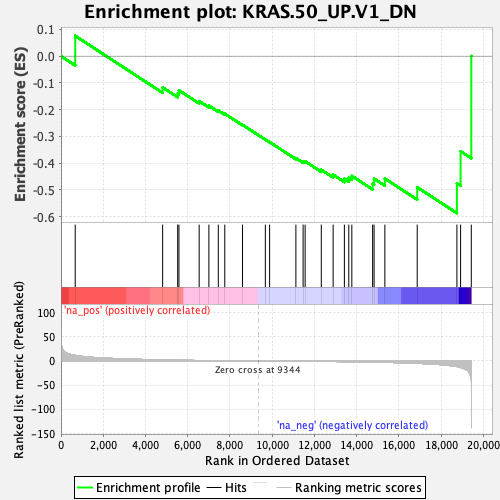 Enrichment plot: KRAS.50_UP.V1_DN
Enrichment score (ES)
0.1
0.0
-0.1
-0.2
-0.3
-0.4
-0.5
-0.6
'na_pos' (positively correlated)
Ranked list metric (PreRanked)
100
50
0
-50
-100
-150
Zero cross at 9344
'na_neg' (negatively correlated)
0 2,000 4,000 6,000 8,000 10,000 12,000 14,000 16,000 18,000 20,000
Rank in Ordered Dataset
Enrichment profile Hits Ranking metric scores